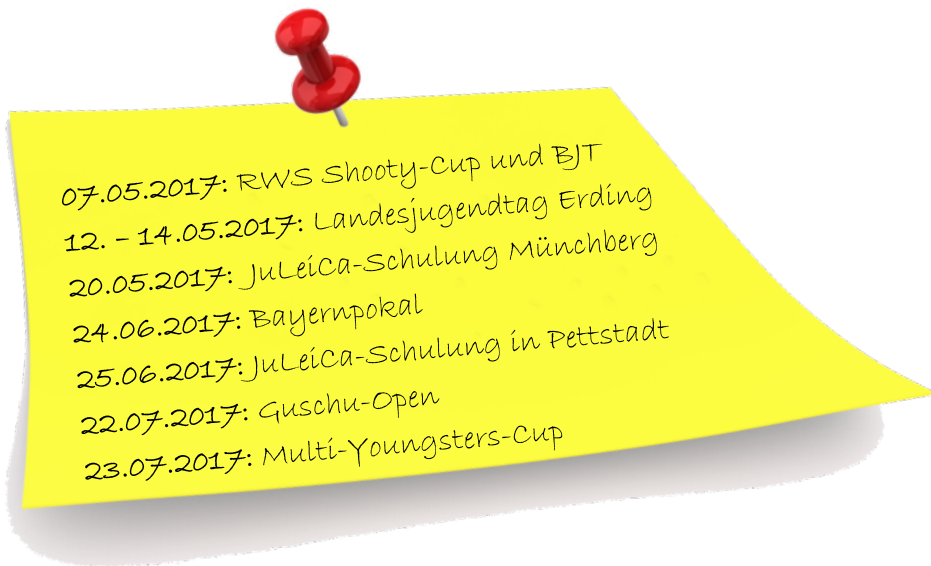 07.05.2017: RWS Shooty-Cup und BJT
12. – 14.05.2017: Landesjugendtag Erding
20.05.2017: JuLeiCa-Schulung Münchberg
24.06.2017: Bayernpokal
25.06.2017: JuLeiCa-Schulung in Pettstadt
22.07.2017: Guschu-Open
23.07.2017: Multi-Youngsters-Cup